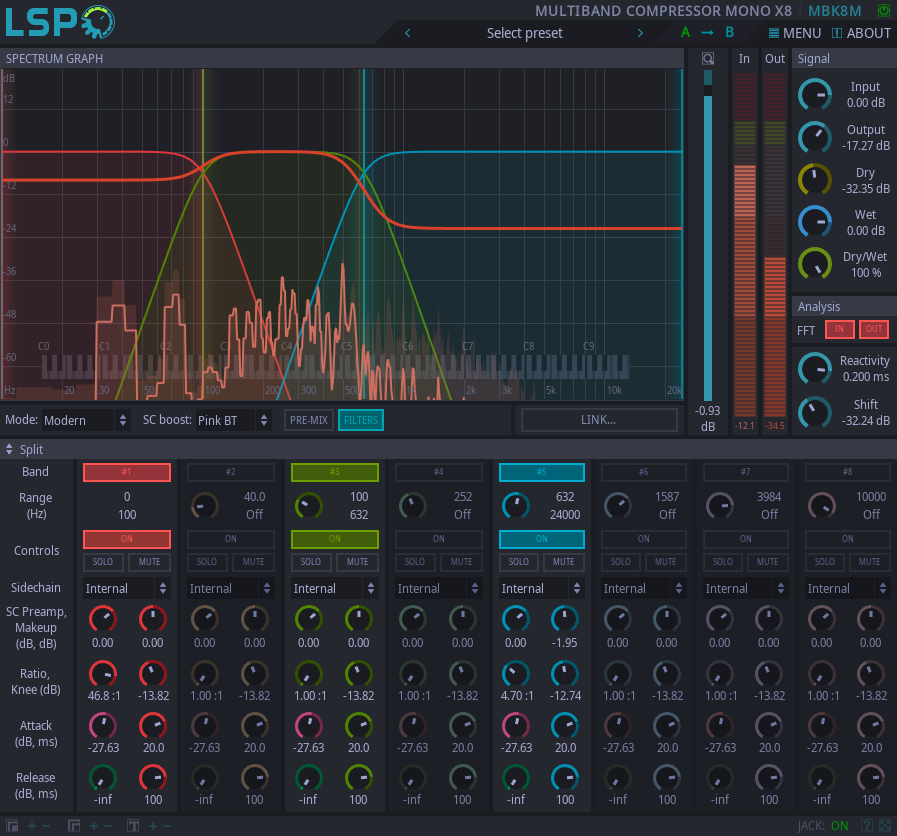 LSP
MULTIBAND COMPRESSOR MONO X8
MBK8M
Select preset
A → B
MENU
ABOUT
SPECTRUM GRAPH
In
Out
Signal
dB
12
0
-12
-24
-36
-48
-60
C0 C1 C2 C3 C4 C5 C6 C7 C8 C9
Hz 20 30 50 100 200 300 500 1k 2k 3k 5k 10k 20k
-0.93
dB
-12.1
-34.5
Input
0.00 dB
Output
-17.27 dB
Dry
-32.35 dB
Wet
0.00 dB
Dry/Wet
100 %
Analysis
FFT IN OUT
Reactivity
0.200 ms
Shift
-32.24 dB
Mode: Modern
SC boost: Pink BT
PRE-MIX
FILTERS
LINK...
Split
Band #1 #2 #3 #4 #5 #6 #7 #8
Range 0 40.0 100 252 632 1587 3984 10000
(Hz) 100 Off 632 Off 24000 Off Off Off
Controls
ON ON ON ON ON ON ON ON
SOLO MUTE SOLO MUTE SOLO MUTE SOLO MUTE SOLO MUTE SOLO MUTE SOLO MUTE SOLO MUTE
Sidechain Internal Internal Internal Internal Internal Internal Internal Internal
SC Preamp,
Makeup
(dB, dB) 0.00 0.00 0.00 0.00 0.00 0.00 0.00 0.00 0.00 -1.95 0.00 0.00 0.00 0.00 0.00 0.00
Ratio,
Knee (dB) 46.8 :1 -13.82 1.00 :1 -13.82 1.00 :1 -13.82 1.00 :1 -13.82 4.70 :1 -12.74 1.00 :1 -13.82 1.00 :1 -13.82 1.00 :1 -13.82
Attack
(dB, ms) -27.63 20.0 -27.63 20.0 -27.63 20.0 -27.63 20.0 -27.63 20.0 -27.63 20.0 -27.63 20.0 -27.63 20.0
Release
(dB, ms) -inf 100 -inf 100 -inf 100 -inf 100 -inf 100 -inf 100 -inf 100 -inf 100
JACK: ON